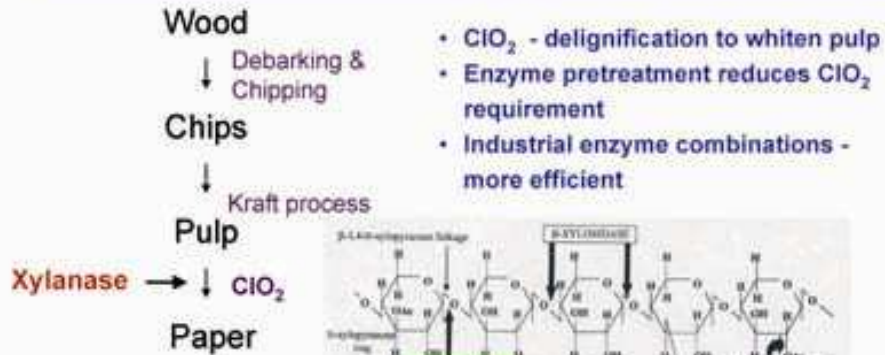 Wood
Debarking &
Chipping
Chips
Kraft process
Pulp
Xylanase
ClO₂
Paper
• ClO₂ - delignification to whiten pulp
• Enzyme pretreatment reduces ClO₂
requirement
• Industrial enzyme combinations -
more efficient
β-XYLOSIDASE